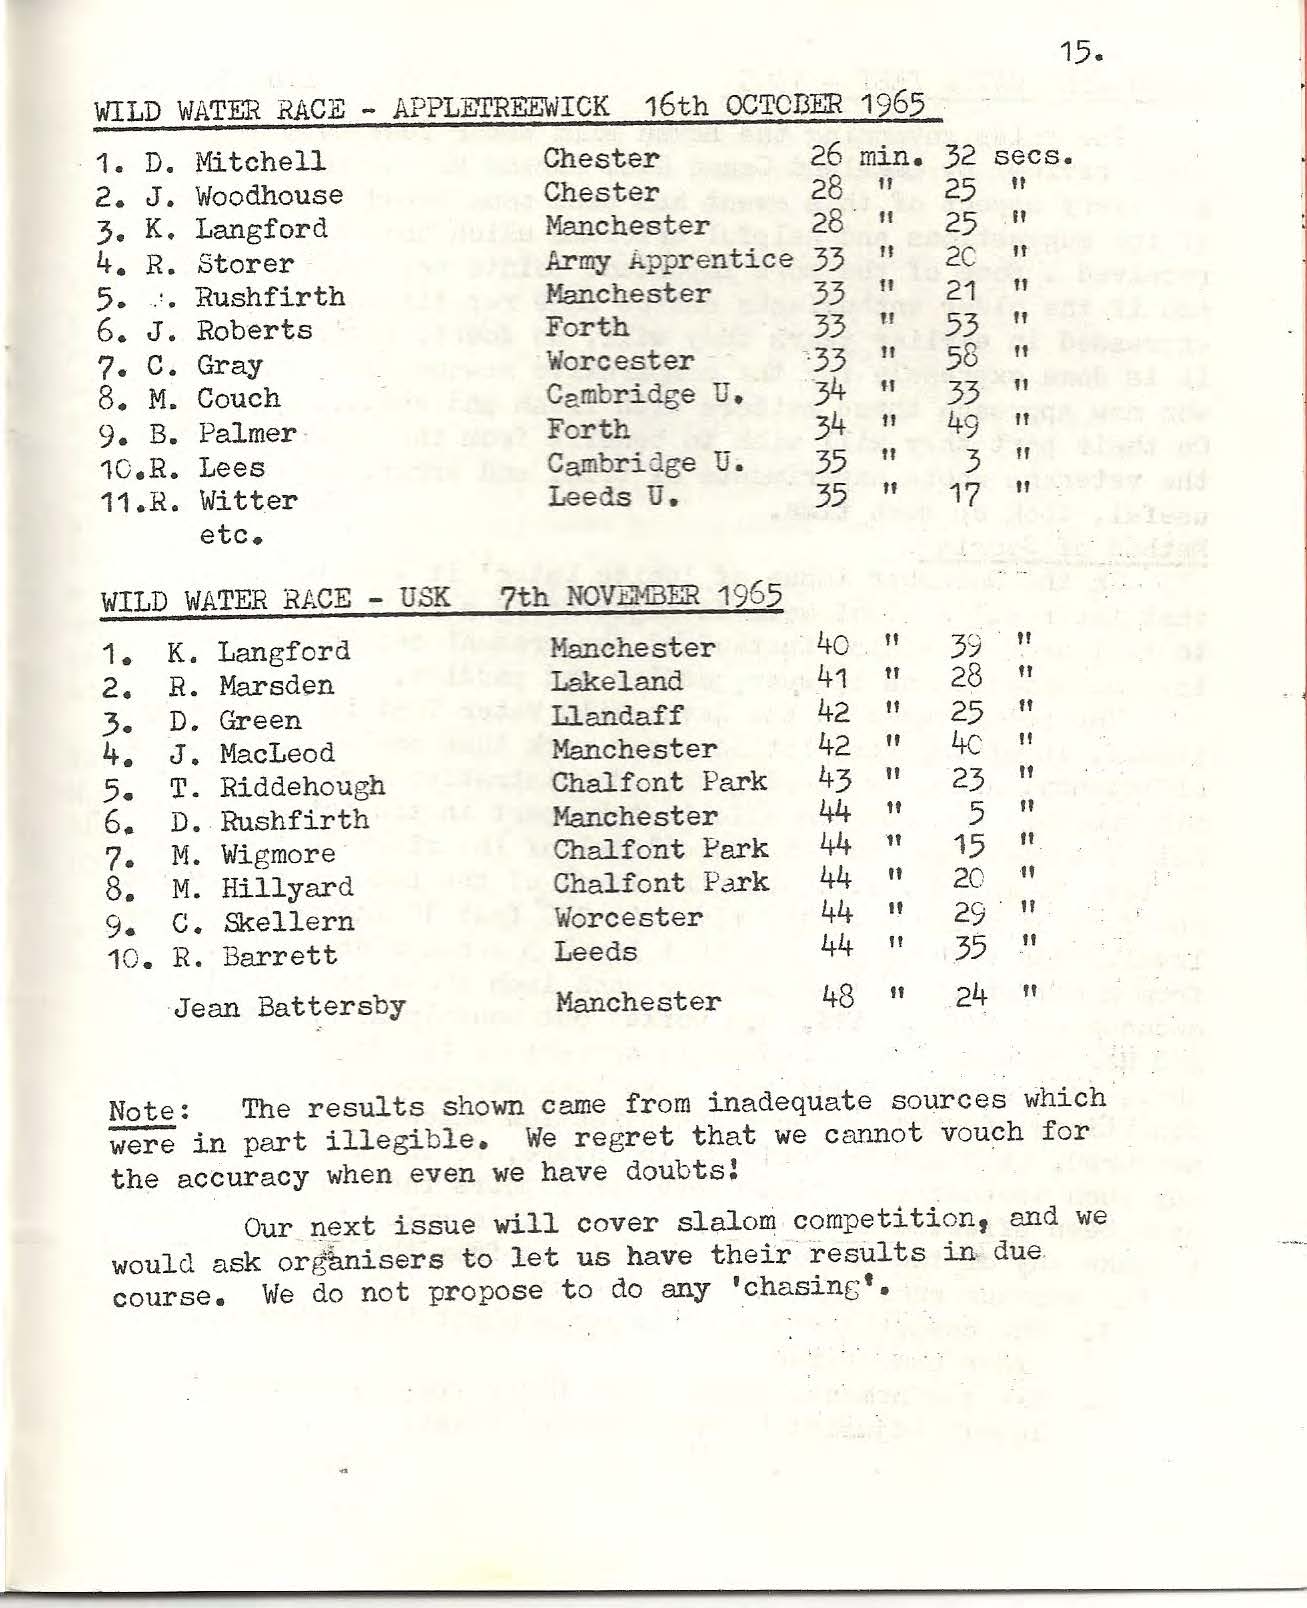 15.
WILD WATER RACE - APPLETREEWICK 16th OCTOBER 1965
1. D. Mitchell Chester 26 min. 32 secs.
2. J. Woodhouse Chester 28 " 25 "
3. K. Langford Manchester 28 " 25 "
4. R. Storer Army Apprentice 33 " 20 "
5. Rushfirth Manchester 33 " 21 "
6. J. Roberts Forth 33 " 53 "
7. C. Gray Worcester 33 " 58 "
8. M. Couch Cambridge U. 34 " 33 "
9. B. Palmer Forth 34 " 49 "
10.R. Lees Cambridge U. 35 " 3 "
11.R. Witter Leeds U. 35 " 17 "
etc.
WILD WATER RACE - USK 7th NOVEMBER 1965
1. K. Langford Manchester 40 " 39 "
2. R. Marsden Lakeland 41 " 28 "
3. D. Green Llandaff 42 " 25 "
4. J. MacLeod Manchester 42 " 40 "
5. T. Riddehough Chalfont Park 43 " 23 "
6. D. Rushfirth Manchester 44 " 5 "
7. M. Wigmore Chalfont Park 44 " 15 "
8. M. Hillyard Chalfont Park 44 " 20 "
9. C. Skellern Worcester 44 " 29 "
10. R. Barrett Leeds 44 " 35 "
Jean Battersby Manchester 48 " 24 "
Note: The results shown came from inadequate sources which
were in part illegible. We regret that we cannot vouch for
the accuracy when even we have doubts!
Our next issue will cover slalom competition, and we
would ask organisers to let us have their results in due
course. We do not propose to do any 'chasing'.